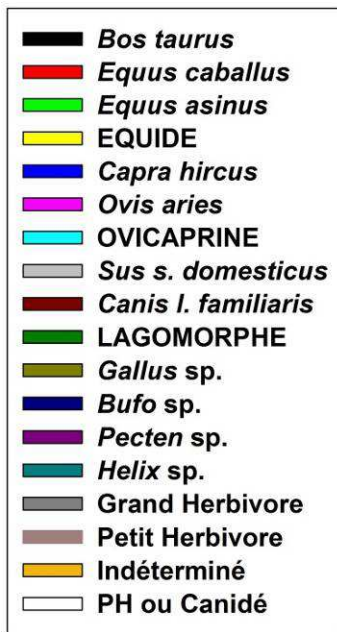 Bos taurus
Equus caballus
Equus asinus
EQUIDE
Capra hircus
Ovis aries
OVICAPRINE
Sus s. domesticus
Canis l. familiaris
LAGOMORPHE
Gallus sp.
Bufo sp.
Pecten sp.
Helix sp.
Grand Herbivore
Petit Herbivore
Indéterminé
PH ou Canidé